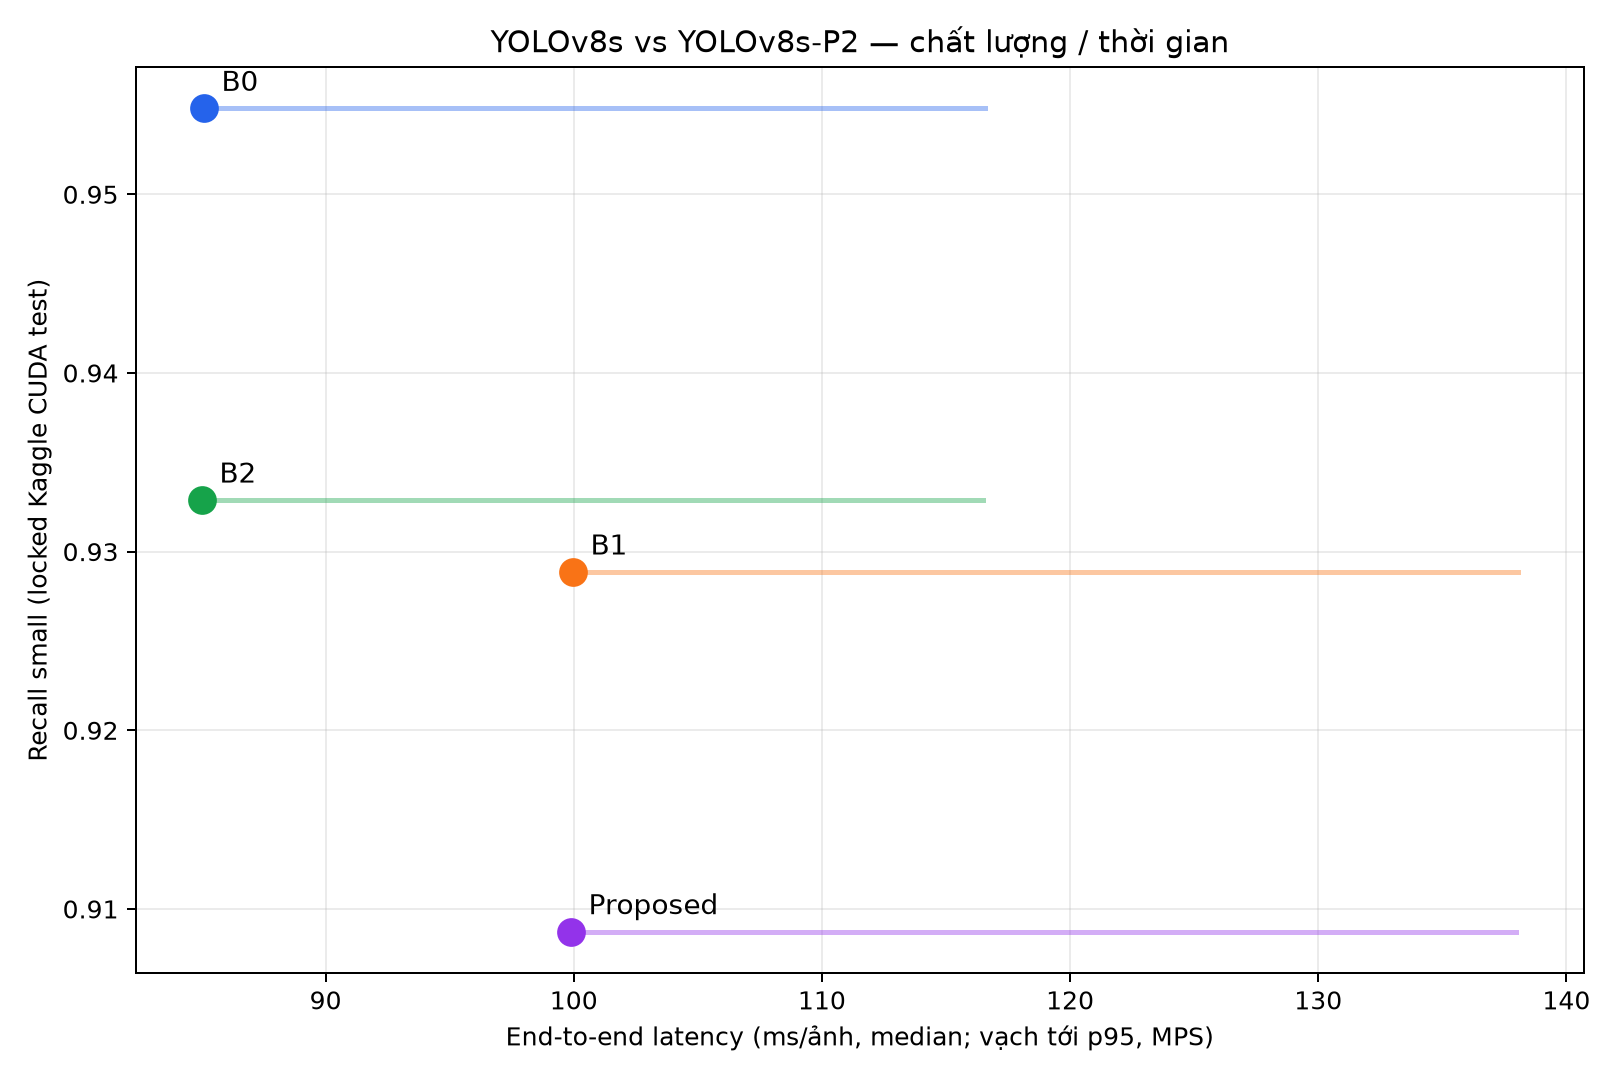 YOLOv8s vs YOLOv8s-P2 — chất lượng / thời gian
B0
B2
B1
Proposed
0.95
0.94
0.93
0.92
0.91
Recall small (locked Kaggle CUDA test)
90
100
110
120
130
140
End-to-end latency (ms/ảnh, median; vạch tới p95, MPS)